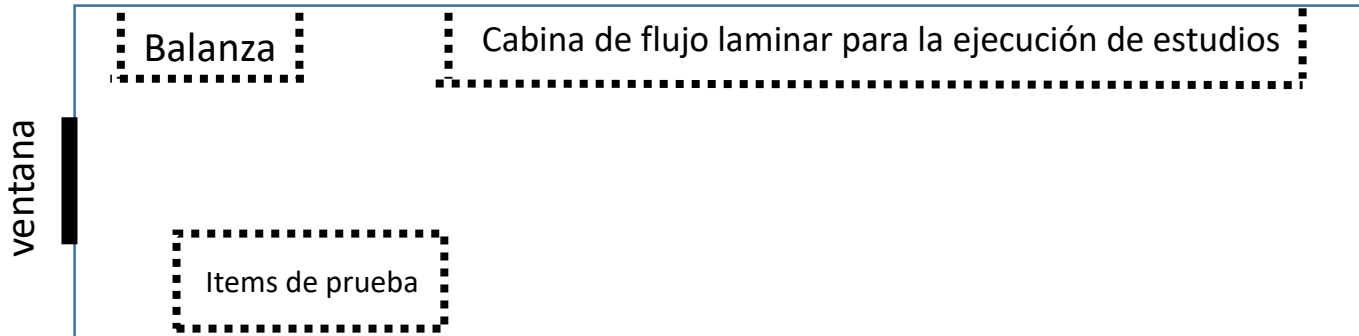 Balanza
Cabina de flujo laminar para la ejecución de estudios
ventana
Items de prueba